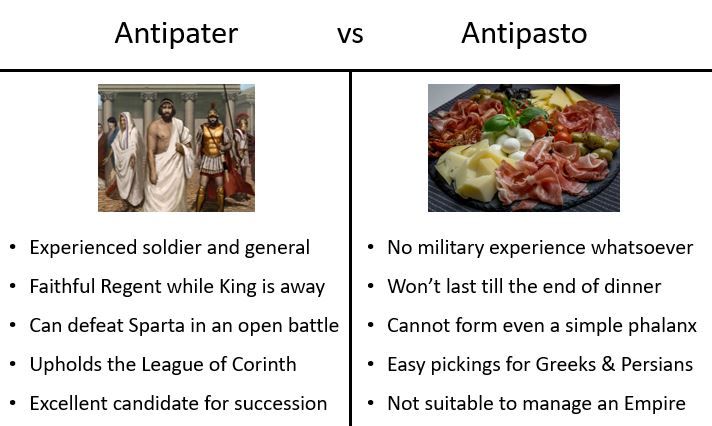 Antipater vs Antipasto
• Experienced soldier and general
• Faithful Regent while King is away
• Can defeat Sparta in an open battle
• Upholds the League of Corinth
• Excellent candidate for succession
• No military experience whatsoever
• Won’t last till the end of dinner
• Cannot form even a simple phalanx
• Easy pickings for Greeks & Persians
• Not suitable to manage an Empire